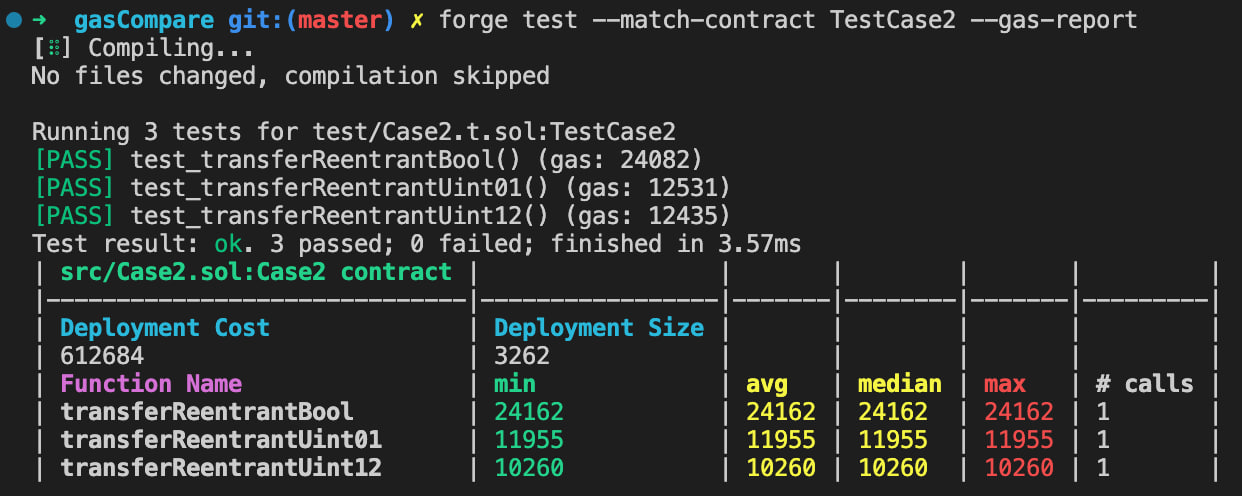 ➜ gasCompare git:(master) ✗ forge test --match-contract TestCase2 --gas-report
[⠿] Compiling...
No files changed, compilation skipped

Running 3 tests for test/Case2.t.sol:TestCase2
[PASS] test_transferReentrantBool() (gas: 24082)
[PASS] test_transferReentrantUint01() (gas: 12531)
[PASS] test_transferReentrantUint12() (gas: 12435)
Test result: ok. 3 passed; 0 failed; finished in 3.57ms
| src/Case2.sol:Case2 contract | | | | | |
|------------------------------|-----------------|-------|--------|-------|---------|
| Deployment Cost | Deployment Size | | | | |
| 612684 | 3262 | | | | |
| Function Name | min | avg | median | max | # calls |
| transferReentrantBool | 24162 | 24162 | 24162 | 24162 | 1 |
| transferReentrantUint01 | 11955 | 11955 | 11955 | 11955 | 1 |
| transferReentrantUint12 | 10260 | 10260 | 10260 | 10260 | 1 |